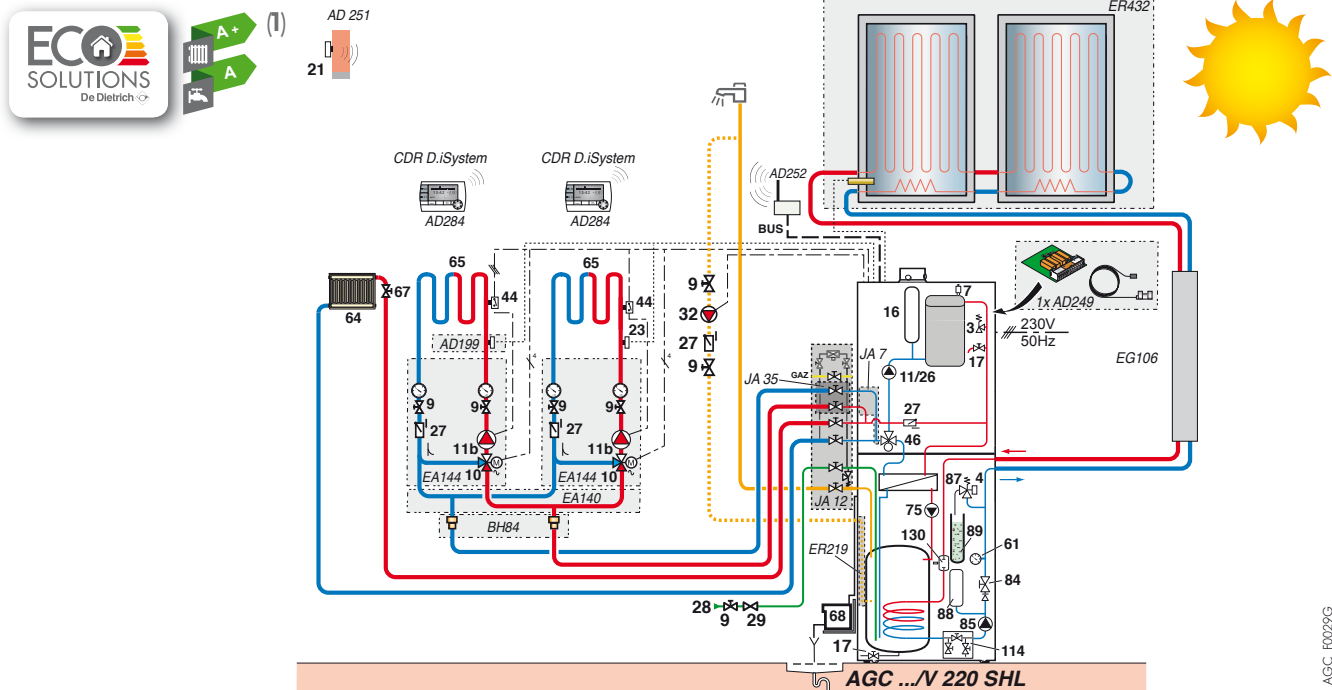 ECO
SOLUTIONS
De Dietrich
A+
A
(1)
AD 251
21
ER432
CDR D.iSystem
AD284
CDR D.iSystem
AD284
AD252
BUS
65
65
67
64
44
44
23
AD199
9
32
27
9
16
7
3
17
230V
50Hz
1x AD249
EG106
11/26
GAZ
JA 7
JA 35
27
46
9
9
9
9
27
27
11b
11b
M
M
EA144
10
EA144
10
4
4
EA140
BH84
JA 12
87
4
75
89
130
61
ER219
84
88
28
9
29
68
85
17
114
AGC .../V 220 SHL
AGC_F0029G